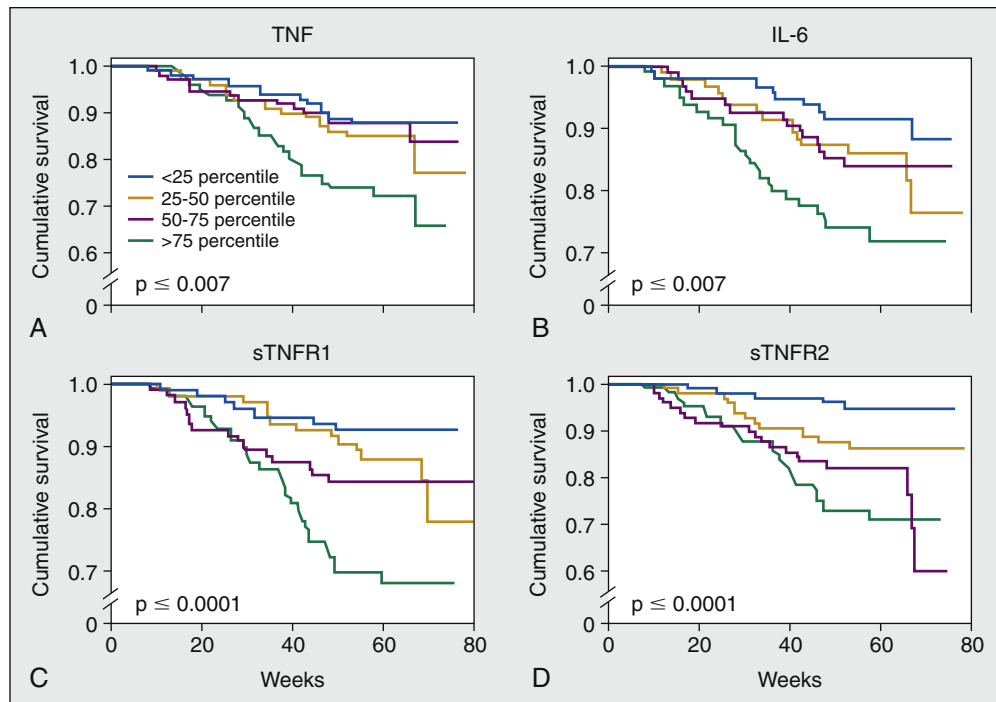 TNF
Cumulative survival
1.0
0.9
0.8
0.7
0.6
0
<25 percentile
25-50 percentile
50-75 percentile
>75 percentile
p ≤ 0.007
A
IL-6
Cumulative survival
1.0
0.9
0.8
0.7
0
p ≤ 0.007
B
sTNFR1
Cumulative survival
1.0
0.9
0.8
0.7
0
p ≤ 0.0001
0 20 40 60 80
Weeks
C
sTNFR2
Cumulative survival
1.0
0.9
0.8
0.7
0.6
0
p ≤ 0.0001
0 20 40 60 80
Weeks
D